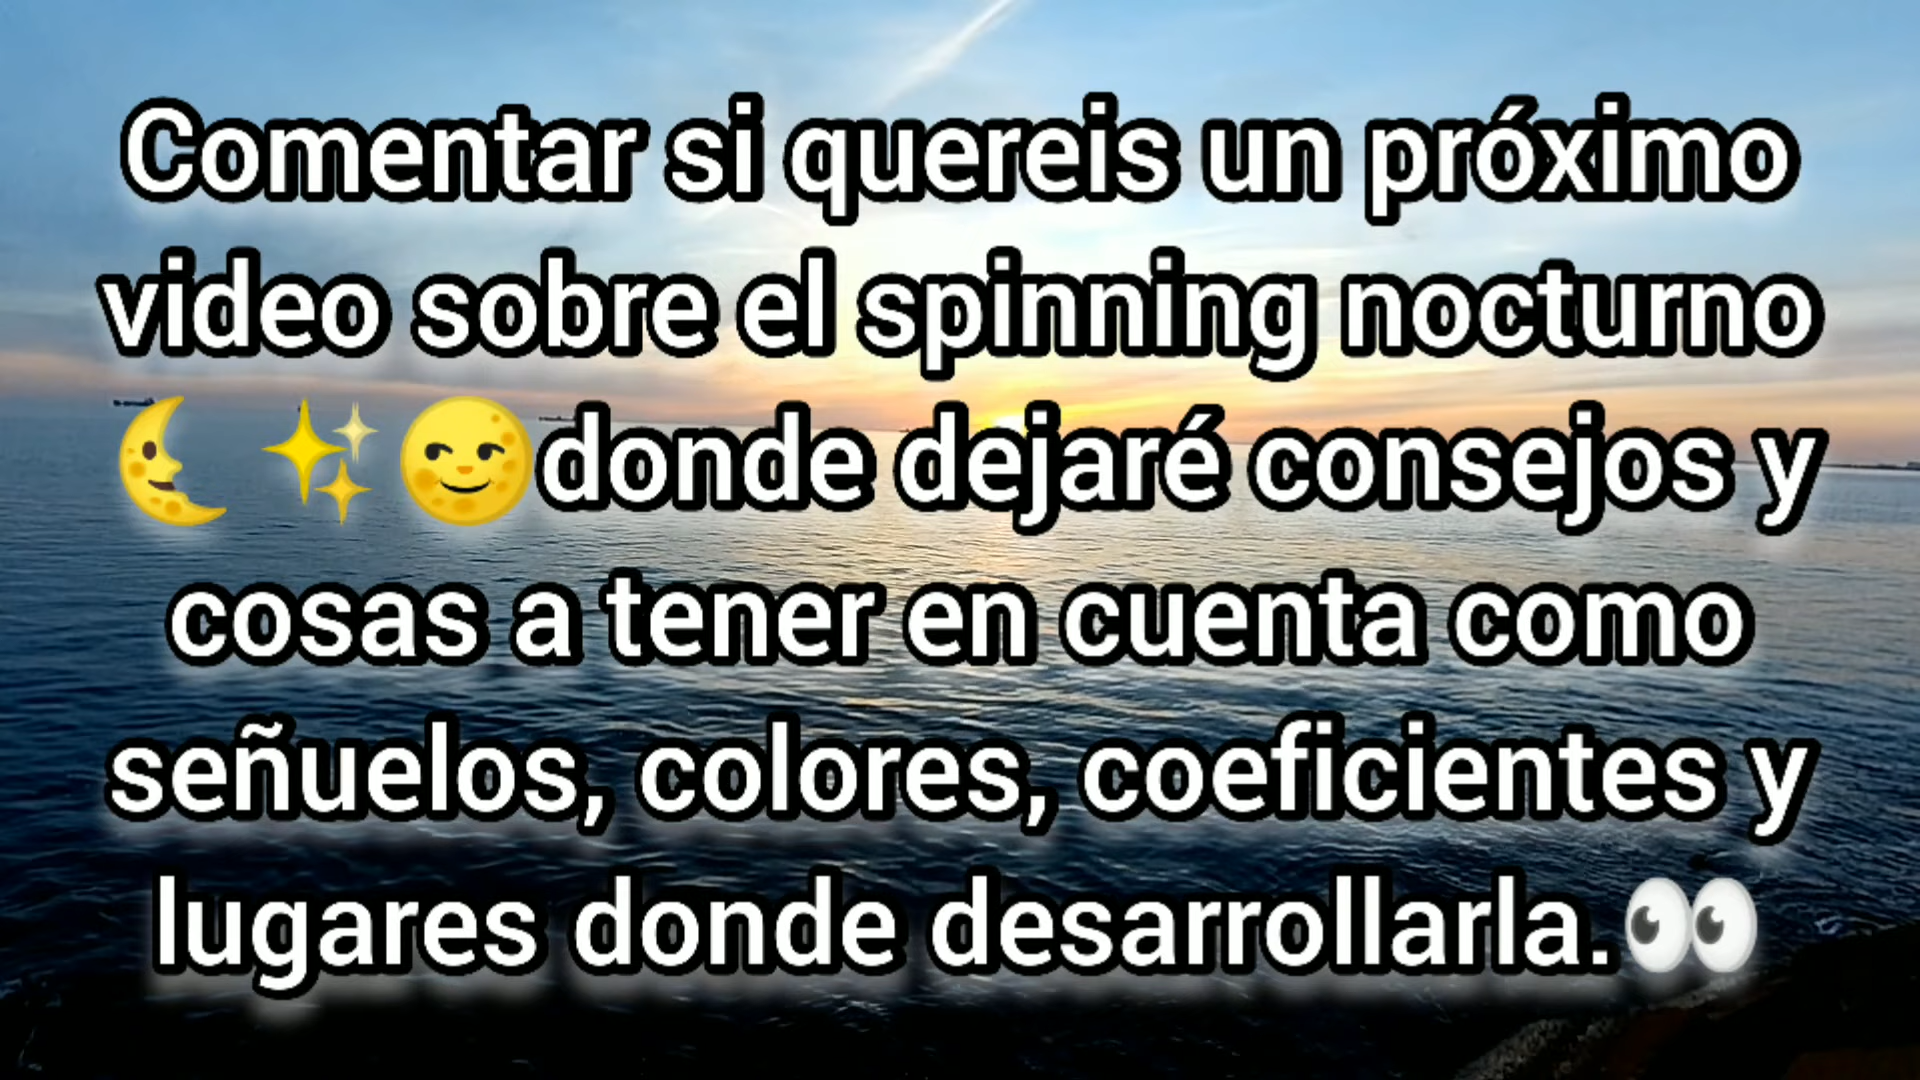 Comentar si quereis un próximo
video sobre el spinning nocturno
🌜✨🌝donde dejaré consejos y
cosas a tener en cuenta como
señuelos, colores, coeficientes y
lugares donde desarrollarla.👀